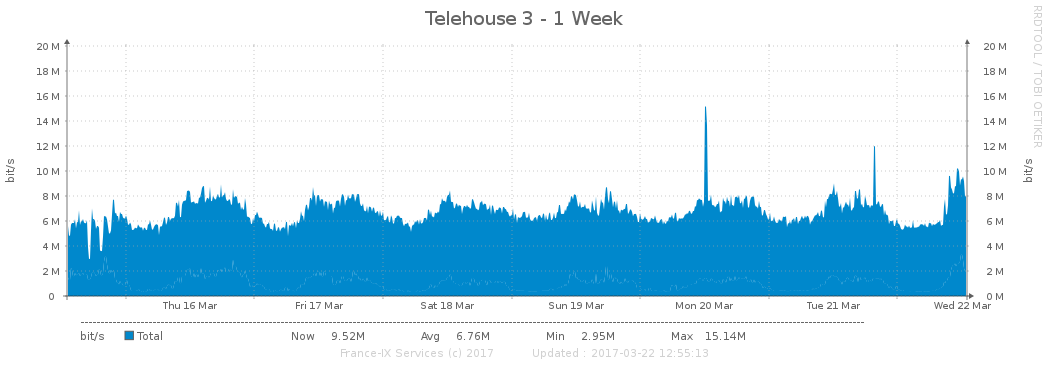 Telehouse 3 - 1 Week
RRDTOOL / TOBI OETIKER
bit/s
bit/s
20 M 20 M
18 M 18 M
16 M 16 M
14 M 14 M
12 M 12 M
10 M 10 M
8 M 8 M
6 M 6 M
4 M 4 M
2 M 2 M
0 0 M
Thu 16 Mar Fri 17 Mar Sat 18 Mar Sun 19 Mar Mon 20 Mar Tue 21 Mar Wed 22 Mar
bit/s Total Now 9.52M Avg 6.76M Min 2.95M Max 15.14M
France-IX Services (c) 2017 Updated : 2017-03-22 12:55:13